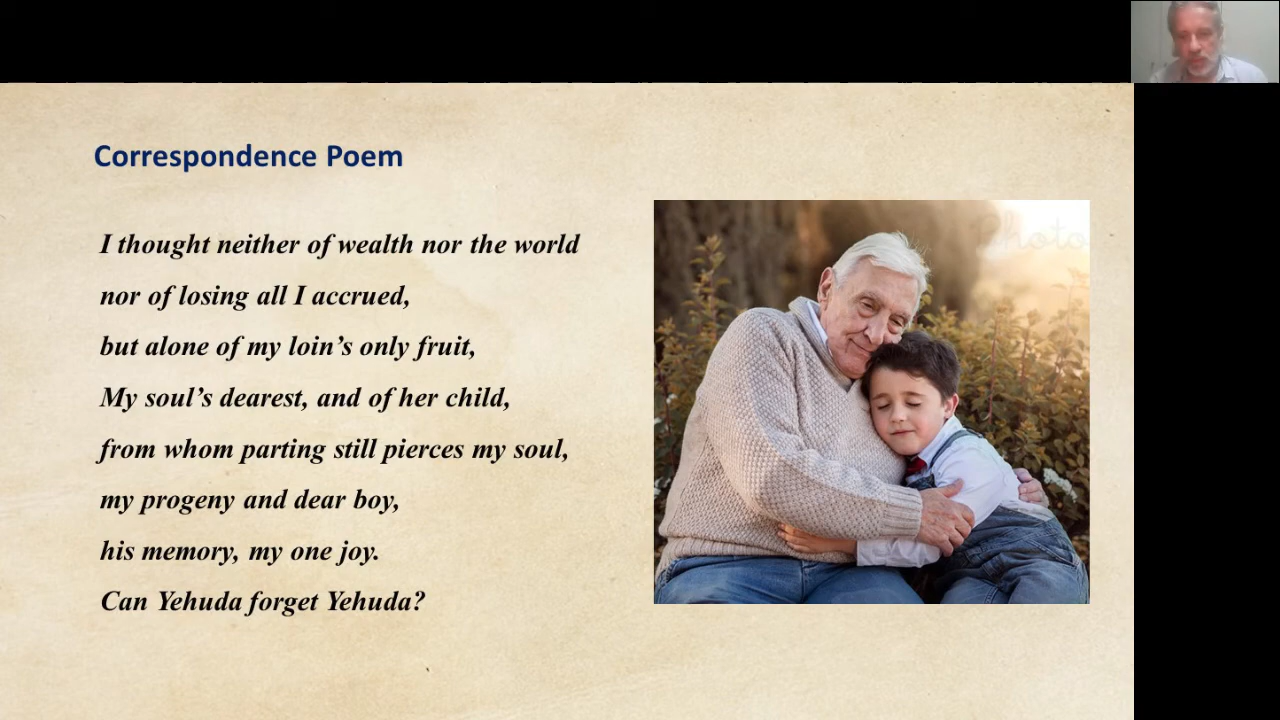 Correspondence Poem
I thought neither of wealth nor the world
nor of losing all I accrued,
but alone of my loin’s only fruit,
My soul’s dearest, and of her child,
from whom parting still pierces my soul,
my progeny and dear boy,
his memory, my one joy.
Can Yehuda forget Yehuda?